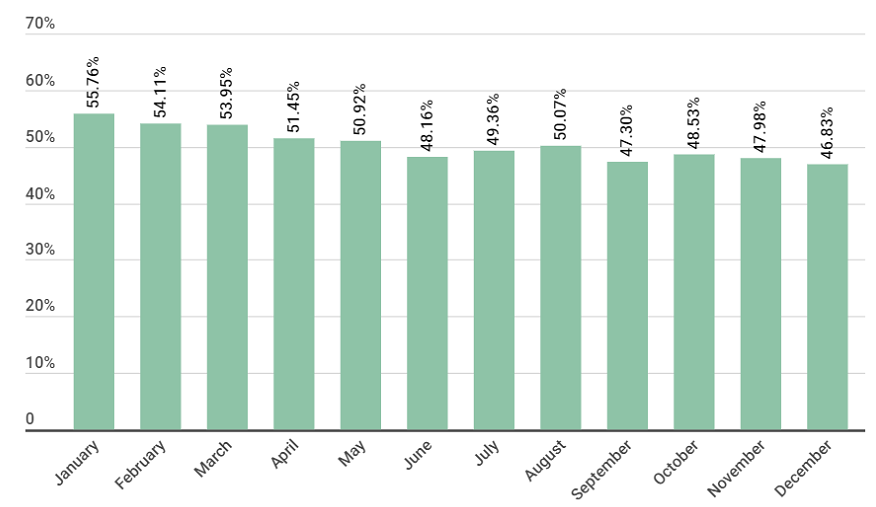 70%
60%
50%
40%
30%
20%
10%
0
55.76%
54.11%
53.95%
51.45%
50.92%
48.16%
49.36%
50.07%
47.30%
48.53%
47.98%
46.83%
January
February
March
April
May
June
July
August
September
October
November
December